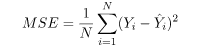 $MSE = \frac{1}{N} \sum_{i=1}^{N} (Y_i - \hat{Y}_i)^2$